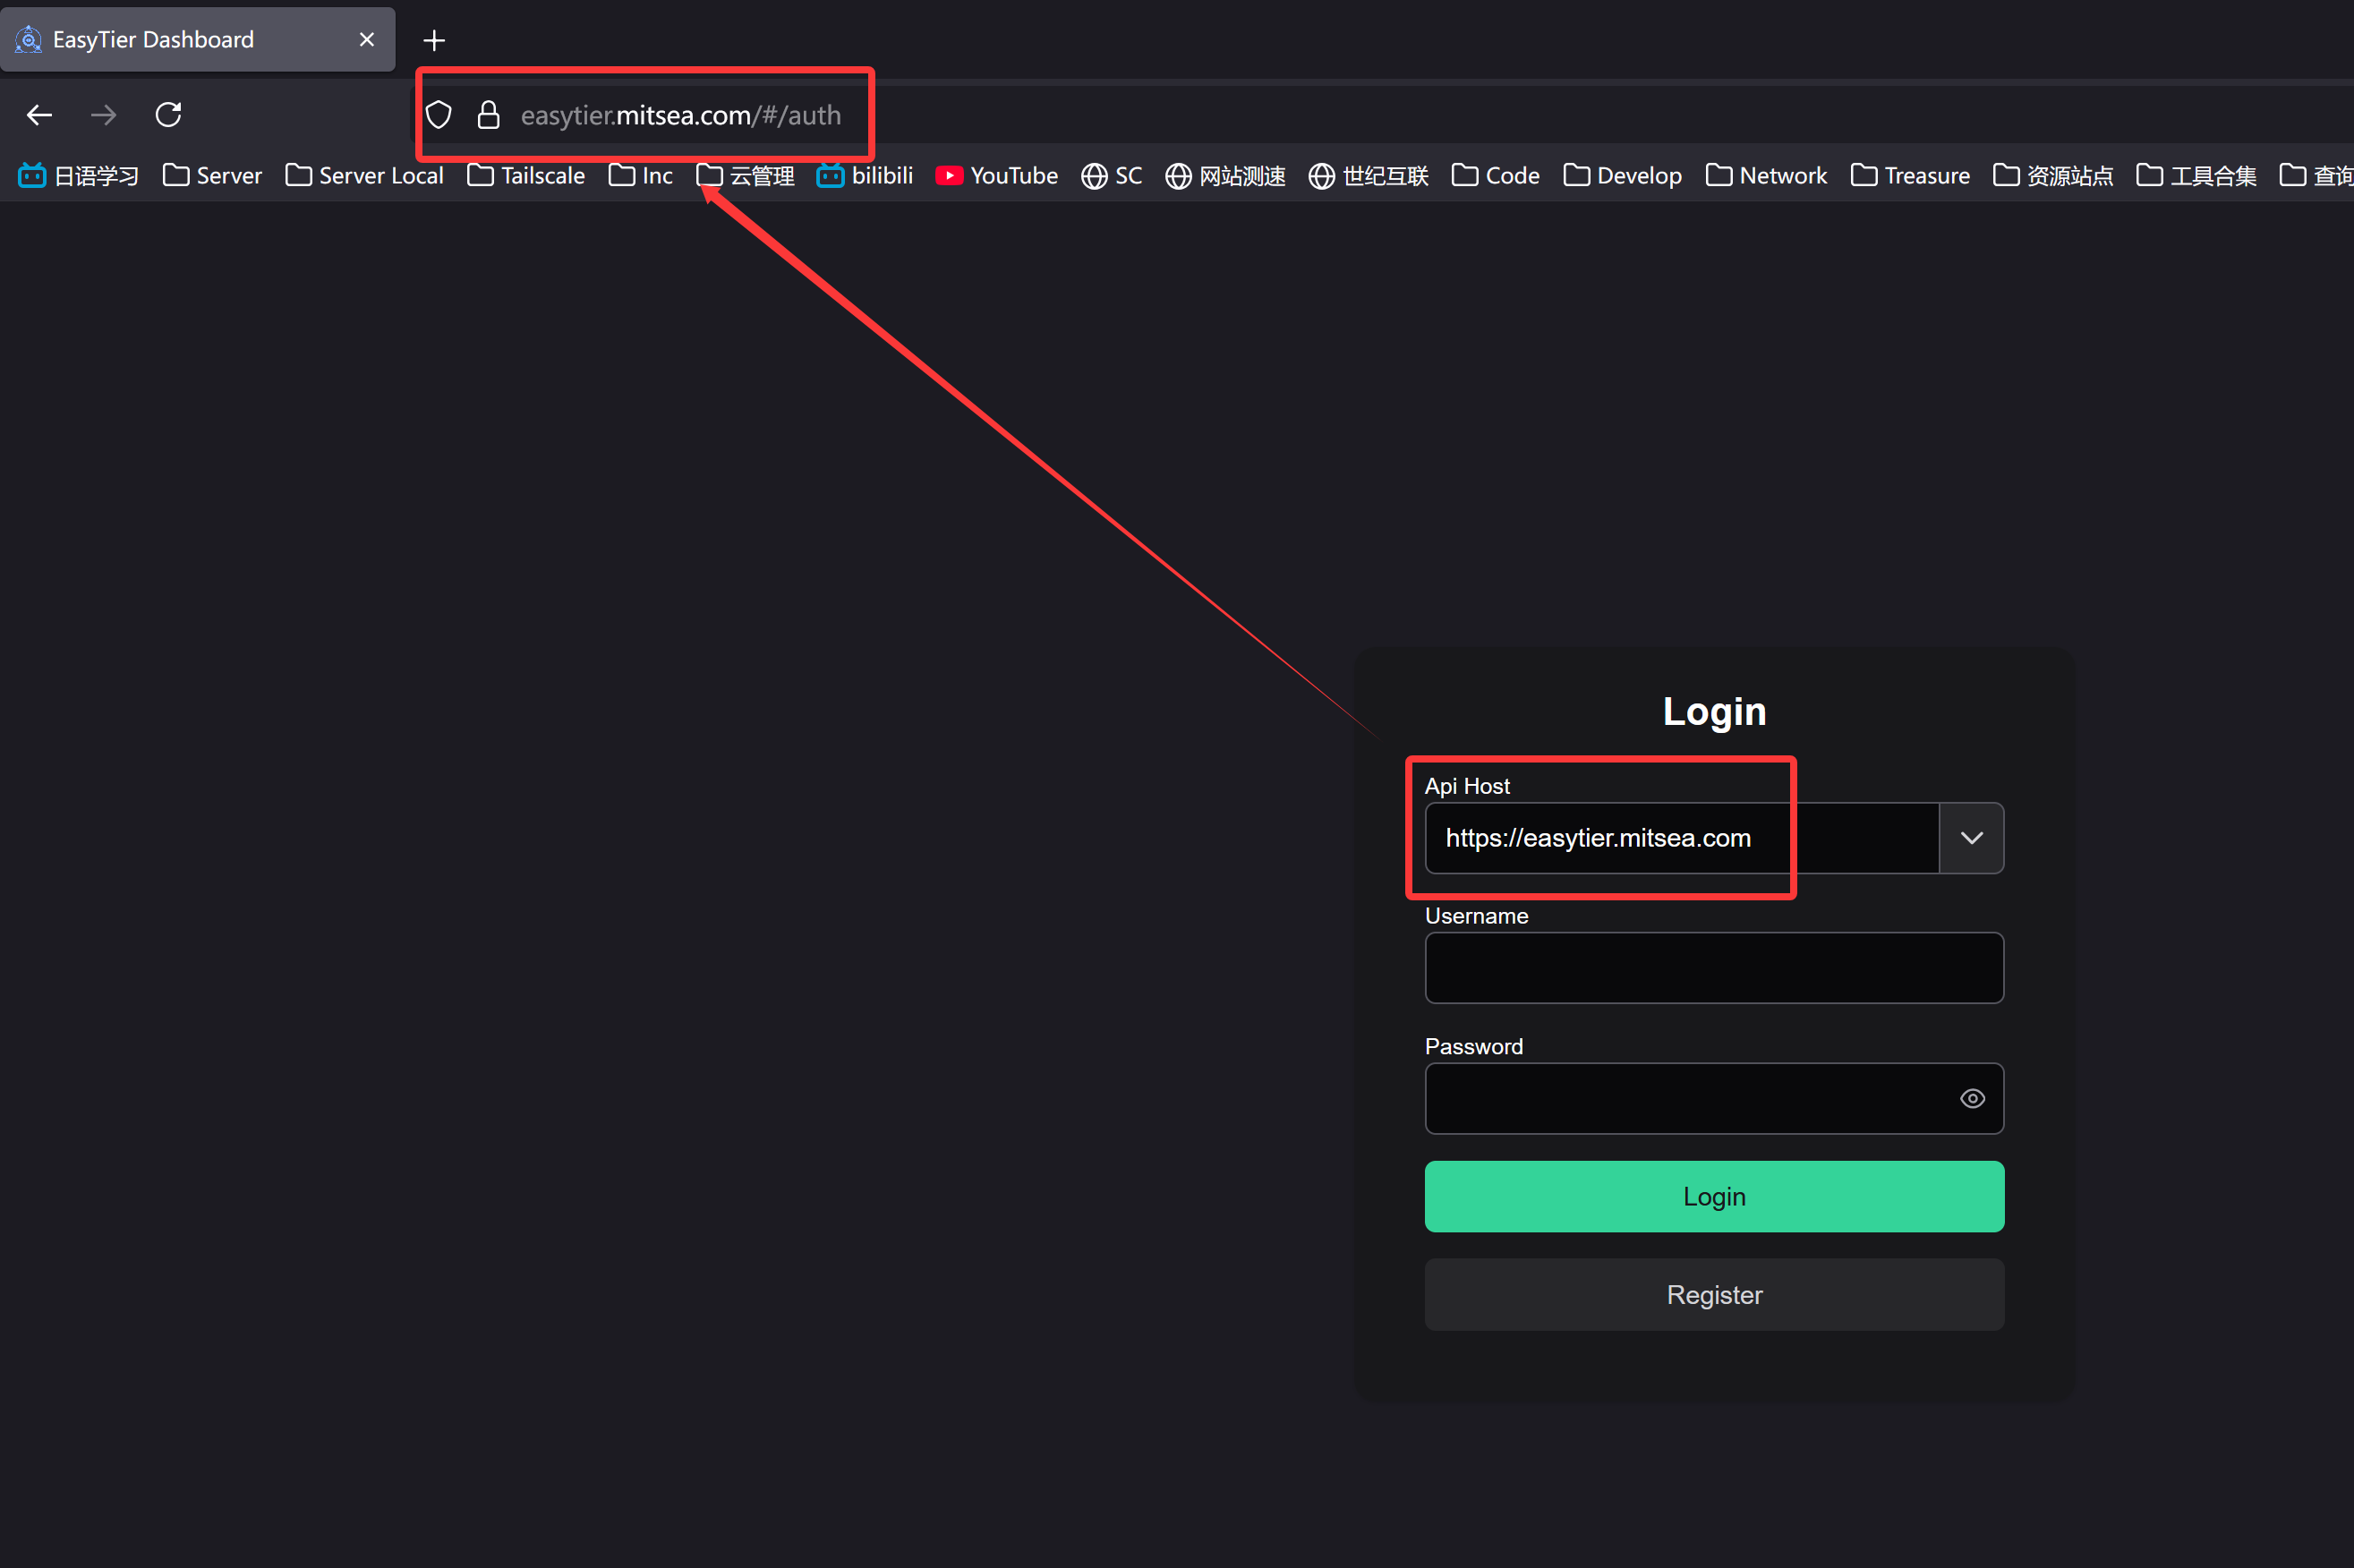 EasyTier Dashboard
easytier.mitsea.com/#/auth
日语学习 Server Server Local Tailscale Inc 云管理 bilibili YouTube SC 网站测速 世纪互联 Code Develop Network Treasure 资源站点 工具合集 查询
Login
Api Host
https://easytier.mitsea.com
Username
Password
Login
Register